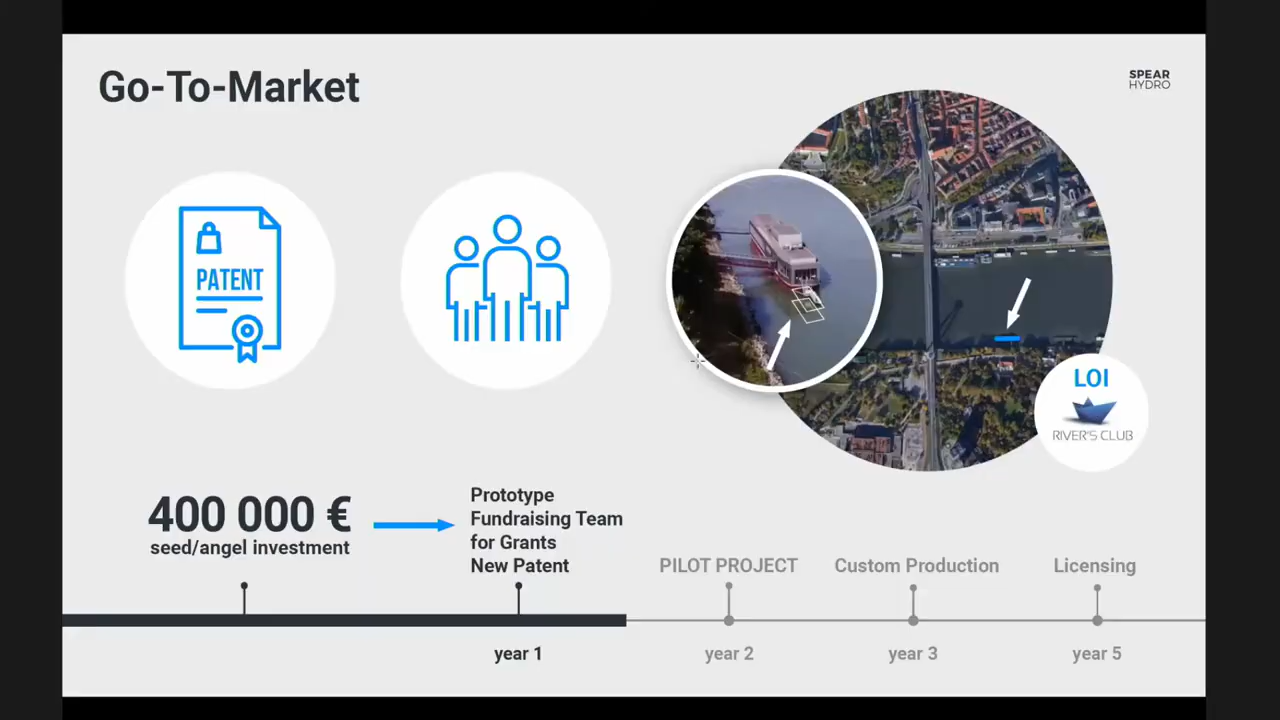 Go-To-Market
SPEAR
HYDRO
PATENT
LOI
RIVER'S CLUB
400 000 €
seed/angel investment
Prototype
Fundraising Team
for Grants
New Patent
PILOT PROJECT
Custom Production
Licensing
year 1
year 2
year 3
year 5